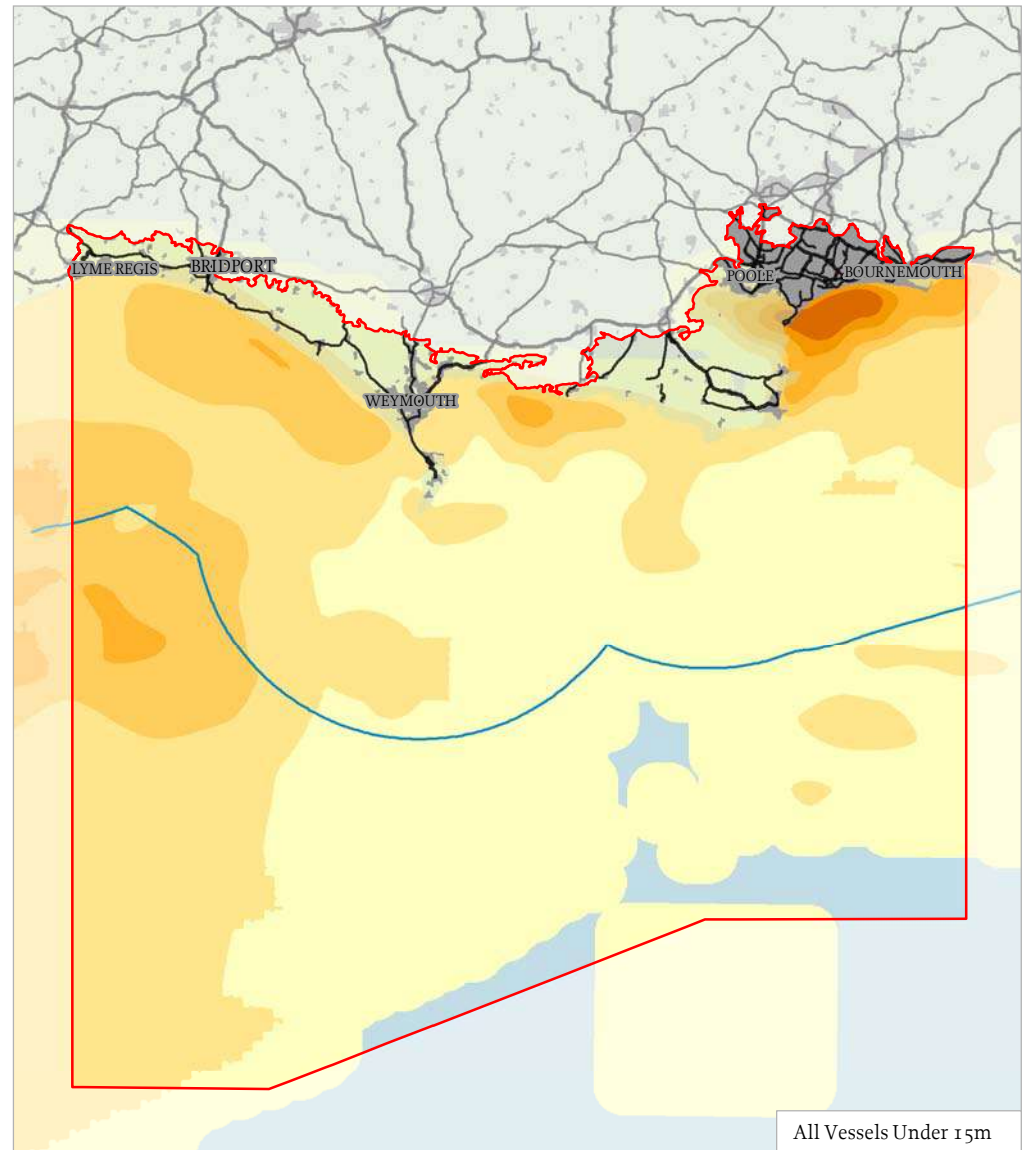 LYME REGIS
BRIDPORT
POOLE
BOURNEMOUTH
WEYMOUTH
All Vessels Under 15m